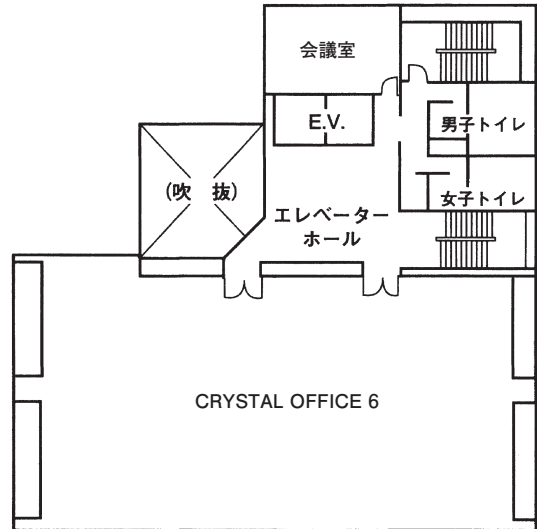 会議室
E.V.
男子トイレ
(吹 抜)
女子トイレ
エレベーター
ホール
CRYSTAL OFFICE 6